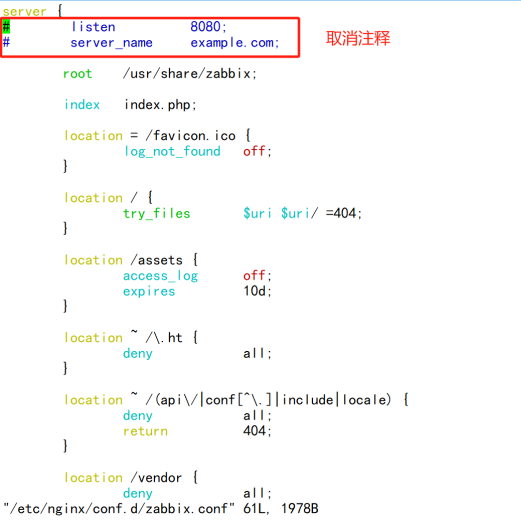 server {
#       listen          8080;
#       server_name     example.com;
取消注释
        root    /usr/share/zabbix;
        index   index.php;
        location = /favicon.ico {
                log_not_found   off;
        }
        location / {
                try_files       $uri $uri/ =404;
        }
        location /assets {
                access_log      off;
                expires         10d;
        }
        location ~ /\.ht {
                deny            all;
        }
        location ~ /(api\/|conf[^\.]|include|locale) {
                deny            all;
                return          404;
        }
        location /vendor {
                deny            all;
"/etc/nginx/conf.d/zabbix.conf" 61L, 1978B